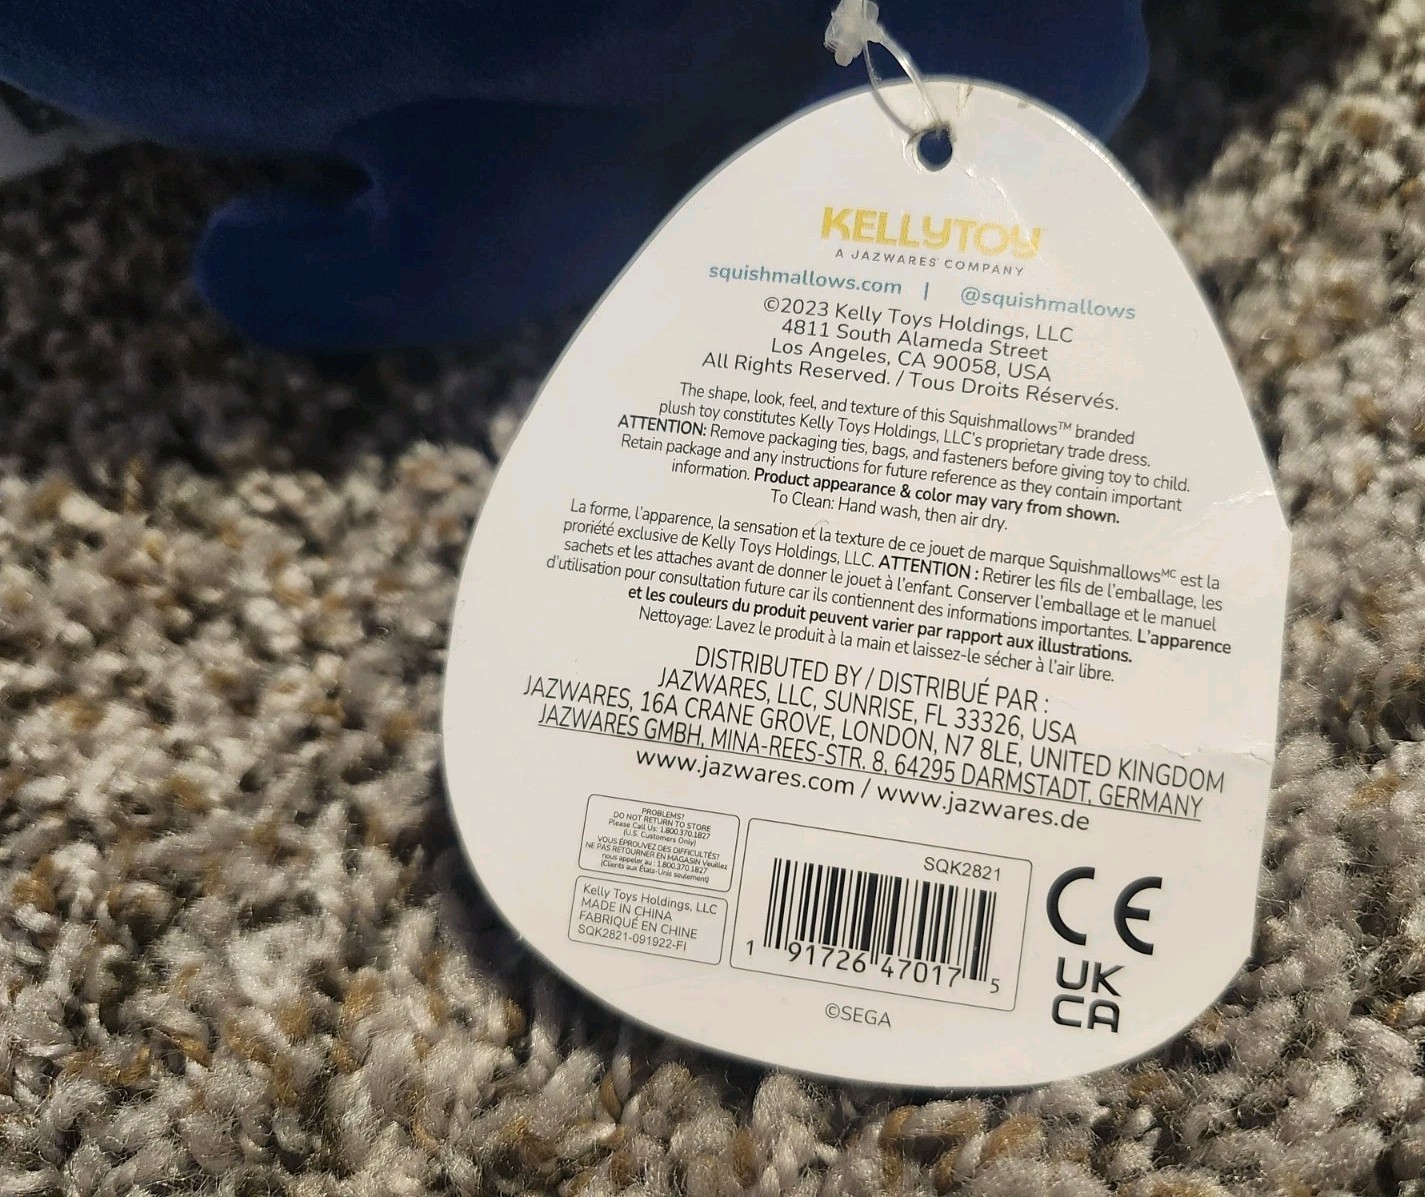 KELLYTOY
A JAZWARES COMPANY
squishmallows.com | @squishmallows
©2023 Kelly Toys Holdings, LLC
4811 South Alameda Street
Los Angeles, CA 90058, USA
All Rights Reserved. / Tous Droits Réservés.
The shape, look, feel, and texture of this Squishmallows™ branded
plush toy constitutes Kelly Toys Holdings, LLC's proprietary trade dress.
ATTENTION: Remove packaging ties, bags, and fasteners before giving toy to child.
Retain package and any instructions for future reference as they contain important
information. Product appearance & color may vary from shown.
To Clean: Hand wash, then air dry.
La forme, l'apparence, la sensation et la texture de ce jouet de marque Squishmallowsᴹᶜ est la
proriété exclusive de Kelly Toys Holdings, LLC. ATTENTION : Retirer les fils de l'emballage, les
sachets et les attaches avant de donner le jouet à l'enfant. Conserver l'emballage et le manuel
d'utilisation pour consultation future car ils contiennent des informations importantes. L'apparence
et les couleurs du produit peuvent varier par rapport aux illustrations.
Nettoyage: Lavez le produit à la main et laissez-le sécher à l'air libre.
DISTRIBUTED BY / DISTRIBUÉ PAR :
JAZWARES, LLC, SUNRISE, FL 33326, USA
JAZWARES, 16A CRANE GROVE, LONDON, N7 8LE, UNITED KINGDOM
JAZWARES GMBH, MINA-REES-STR. 8, 64295 DARMSTADT, GERMANY
www.jazwares.com / www.jazwares.de
PROBLEMS?
DO NOT RETURN TO STORE
Please Call Us: 1.800.370.1827
(U.S. Customers Only)
VOUS ÉPROUVEZ DES DIFFICULTÉS?
NE PAS RETOURNER EN MAGASIN Veuillez
nous appeler au : 1.800.370.1827
(Clients aux États-Unis seulement)
Kelly Toys Holdings, LLC
MADE IN CHINA
FABRIQUÉ EN CHINE
SQK2821-091922-FI
SQK2821
1 91726 47017 5
CE
UK
CA
©SEGA